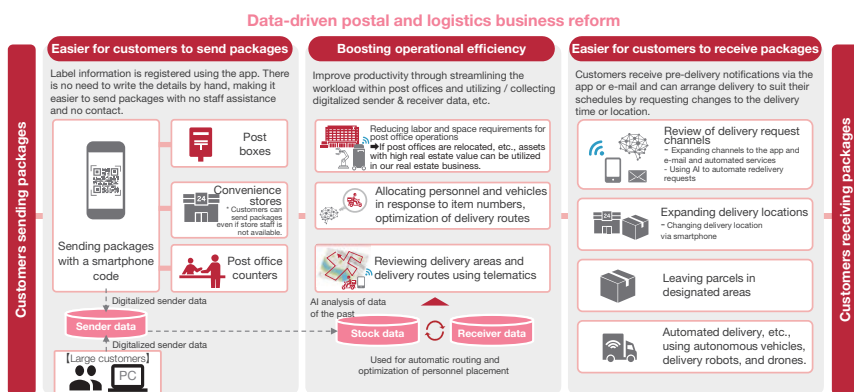 Data-driven postal and logistics business reform
Customers sending packages
Easier for customers to send packages
Label information is registered using the app. There
is no need to write the details by hand, making it
easier to send packages with no staff assistance
and no contact.
Sending packages
with a smartphone
code
Post
boxes
24
Convenience
stores
* Customers can
send packages
even if store staff is
not available.
Post office
counters
Digitalized sender data
Sender data
Digitalized sender data
【Large customers】
PC
Boosting operational efficiency
Improve productivity through streamlining the
workload within post offices and utilizing / collecting
digitalized sender & receiver data, etc.
Reducing labor and space requirements for
post office operations
➡If post offices are relocated, etc., assets
with high real estate value can be utilized
in our real estate business.
Allocating personnel and vehicles
in response to item numbers,
optimization of delivery routes
Reviewing delivery areas and
delivery routes using telematics
AI analysis of data
of the past
Stock data
Receiver data
Used for automatic routing and
optimization of personnel placement
Easier for customers to receive packages
Customers receive pre-delivery notifications via the
app or e-mail and can arrange delivery to suit their
schedules by requesting changes to the delivery
time or location.
Review of delivery request
channels
- Expanding channels to the app and
e-mail and automated services
- Using AI to automate redelivery
requests
24
Expanding delivery locations
- Changing delivery location
via smartphone
Leaving parcels in
designated areas
Automated delivery, etc.,
using autonomous vehicles,
delivery robots, and drones.
Customers receiving packages